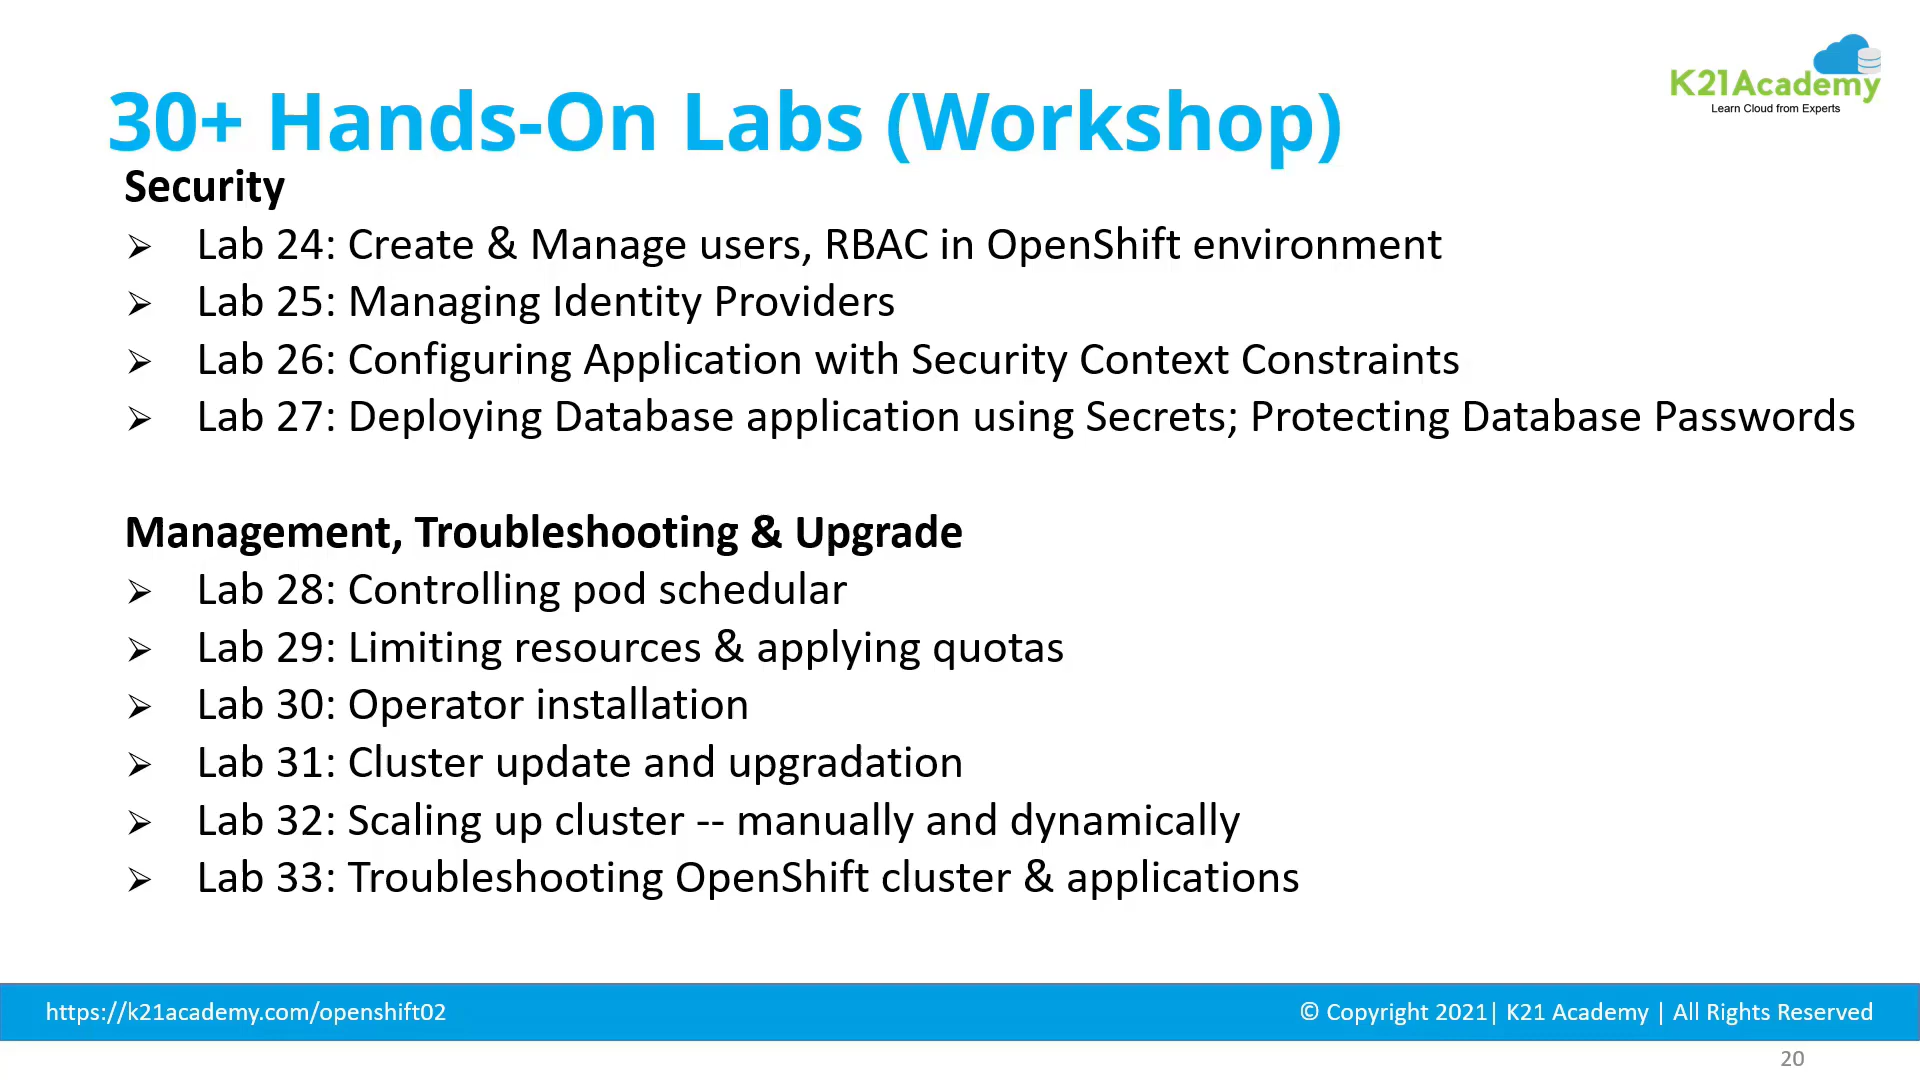 K21Academy
Learn Cloud from Experts
30+ Hands-On Labs (Workshop)
Security
➢ Lab 24: Create & Manage users, RBAC in OpenShift environment
➢ Lab 25: Managing Identity Providers
➢ Lab 26: Configuring Application with Security Context Constraints
➢ Lab 27: Deploying Database application using Secrets; Protecting Database Passwords
Management, Troubleshooting & Upgrade
➢ Lab 28: Controlling pod schedular
➢ Lab 29: Limiting resources & applying quotas
➢ Lab 30: Operator installation
➢ Lab 31: Cluster update and upgradation
➢ Lab 32: Scaling up cluster -- manually and dynamically
➢ Lab 33: Troubleshooting OpenShift cluster & applications
https://k21academy.com/openshift02
© Copyright 2021| K21 Academy | All Rights Reserved
20